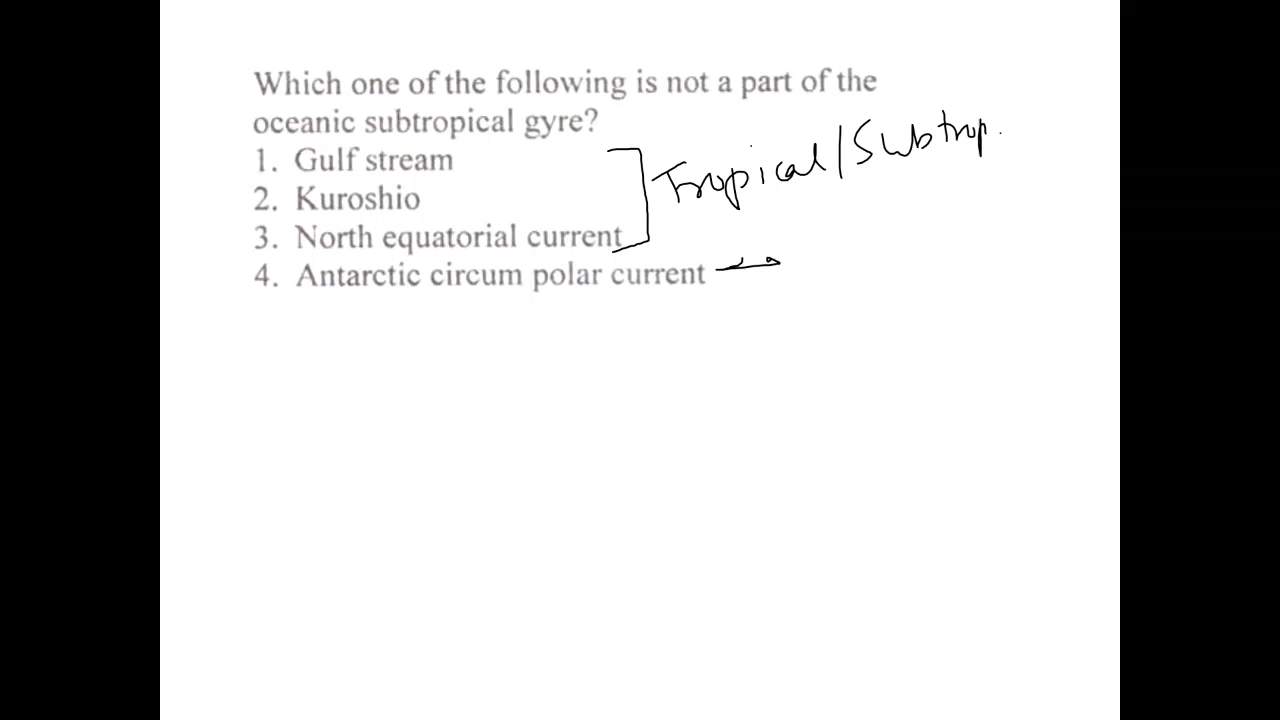 Which one of the following is not a part of the
oceanic subtropical gyre?
1. Gulf stream
2. Kuroshio
3. North equatorial current
4. Antarctic circum polar current
Tropical/Subtrop.